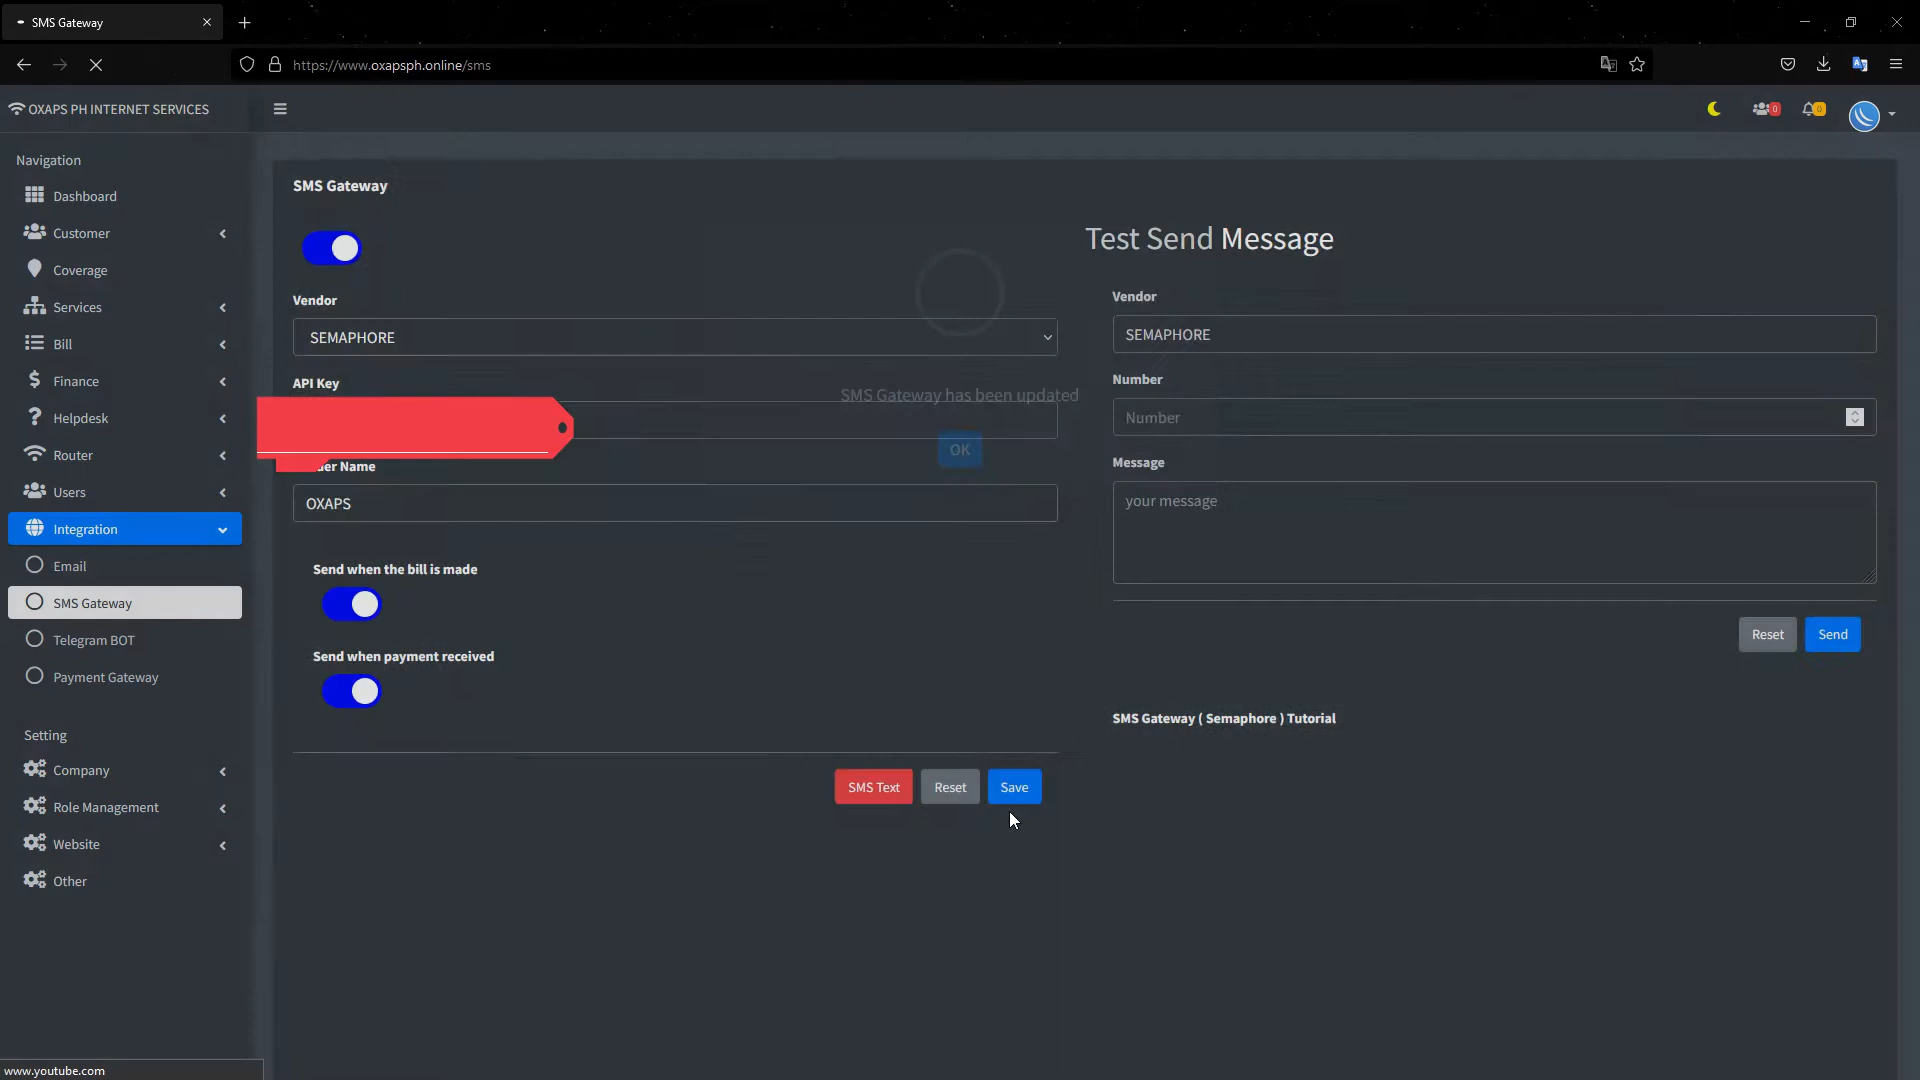 SMS Gateway
https://www.oxapsph.online/sms
OXAPS PH INTERNET SERVICES
0
0
Navigation
Dashboard
Customer
Coverage
Services
Bill
Finance
Helpdesk
Router
Users
Integration
Email
SMS Gateway
Telegram BOT
Payment Gateway
Setting
Company
Role Management
Website
Other
SMS Gateway
Vendor
SEMAPHORE
API Key
er Name
OXAPS
Send when the bill is made
Send when payment received
SMS Text
Reset
Save
SMS Gateway has been updated
OK
Test Send Message
Vendor
SEMAPHORE
Number
Number
Message
your message
Reset
Send
SMS Gateway ( Semaphore ) Tutorial
www.youtube.com